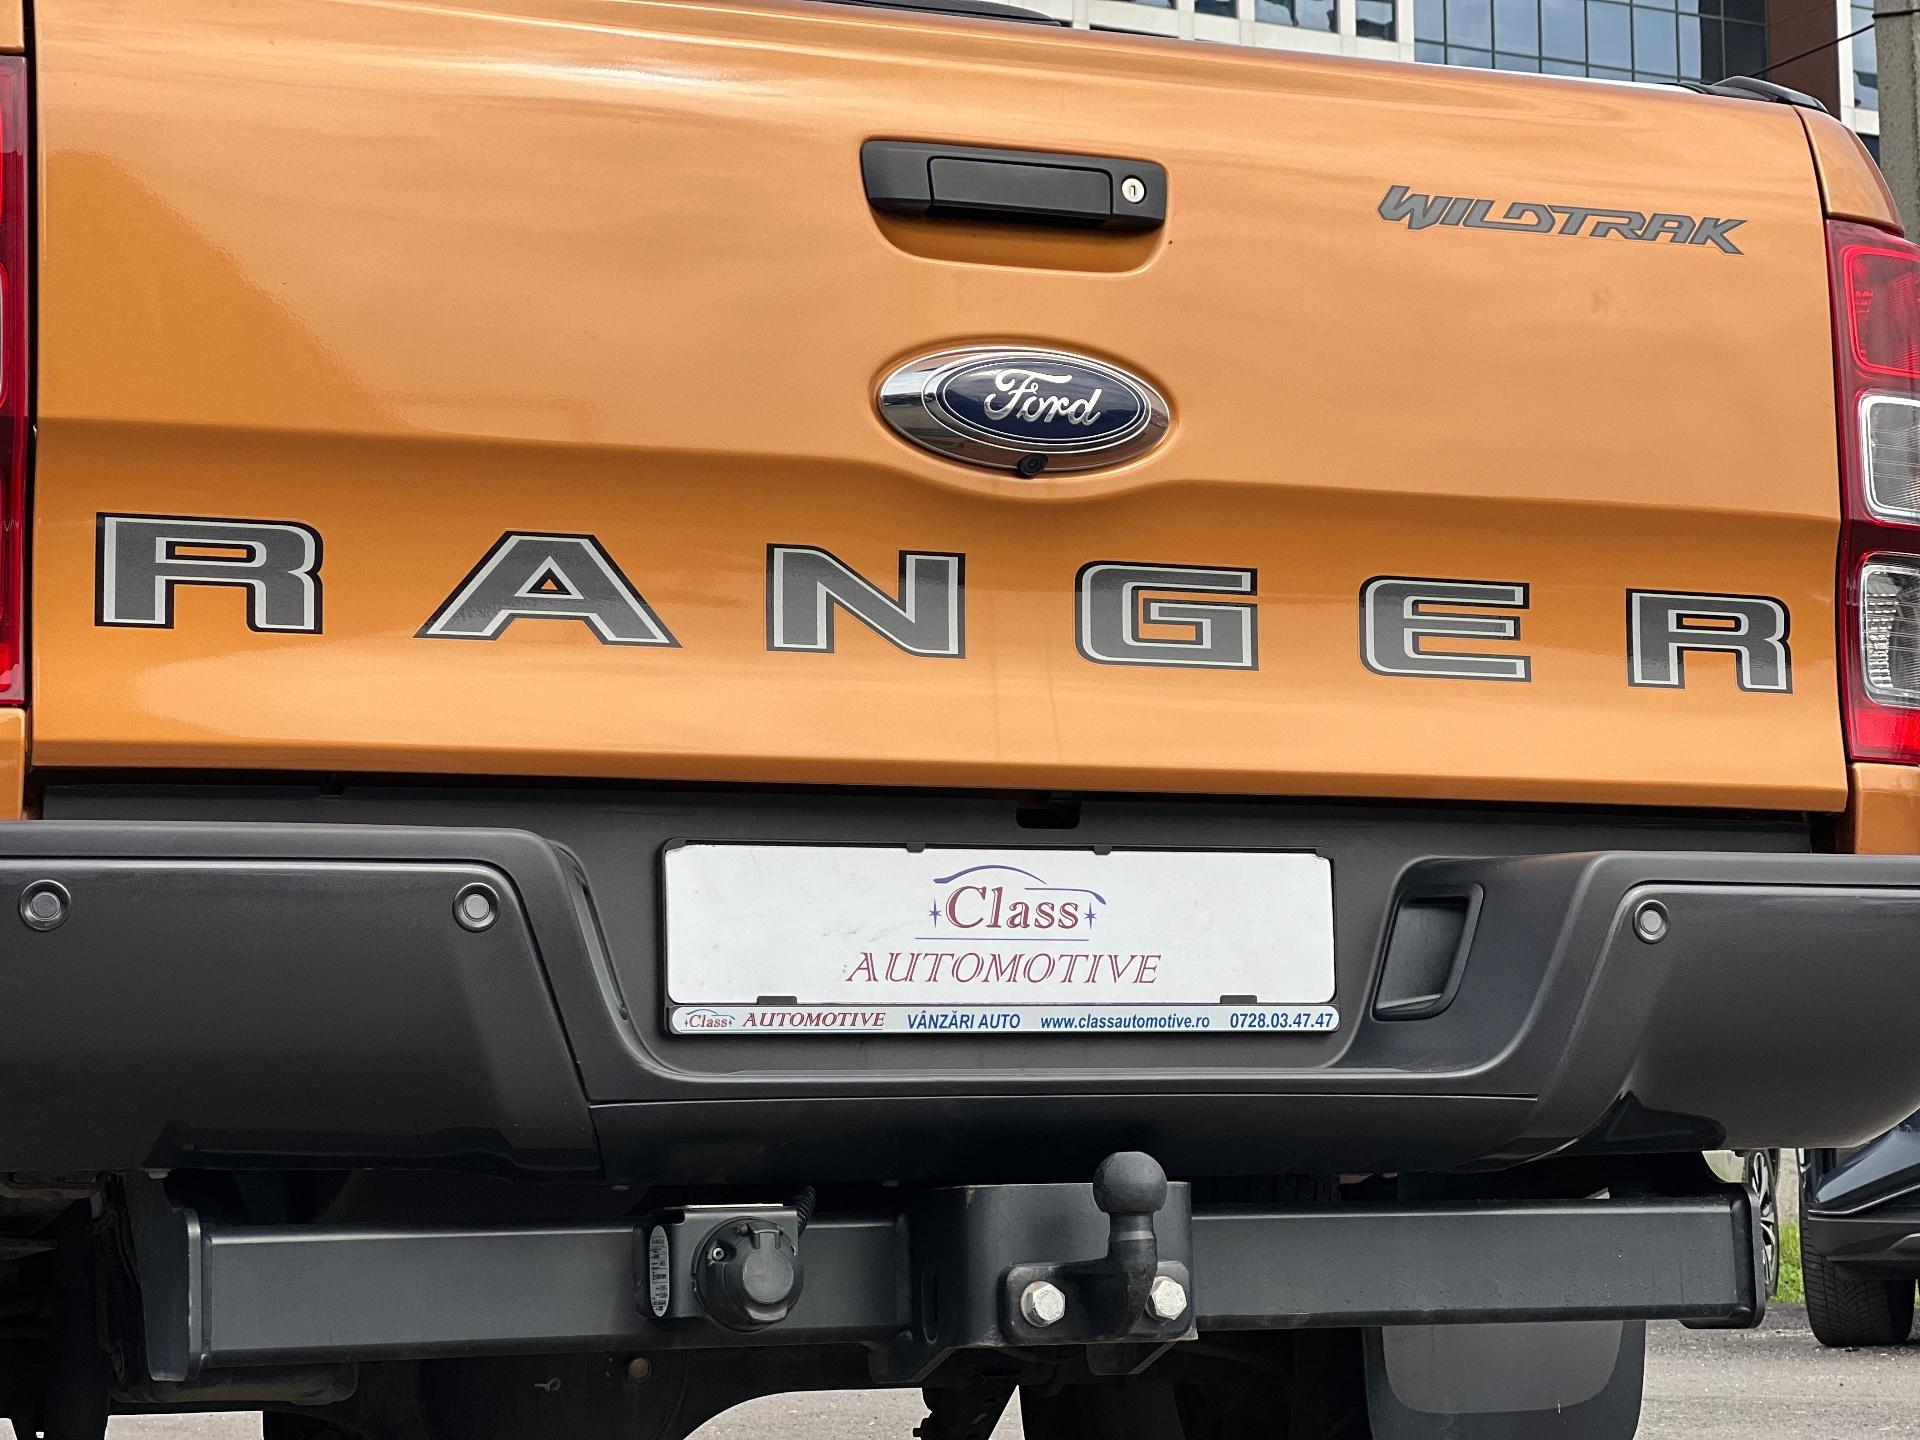 WILDTRAK
Ford
RANGER
Class
AUTOMOTIVE
Class AUTOMOTIVE VÂNZĂRI AUTO www.classautomotive.ro 0728.03.47.47